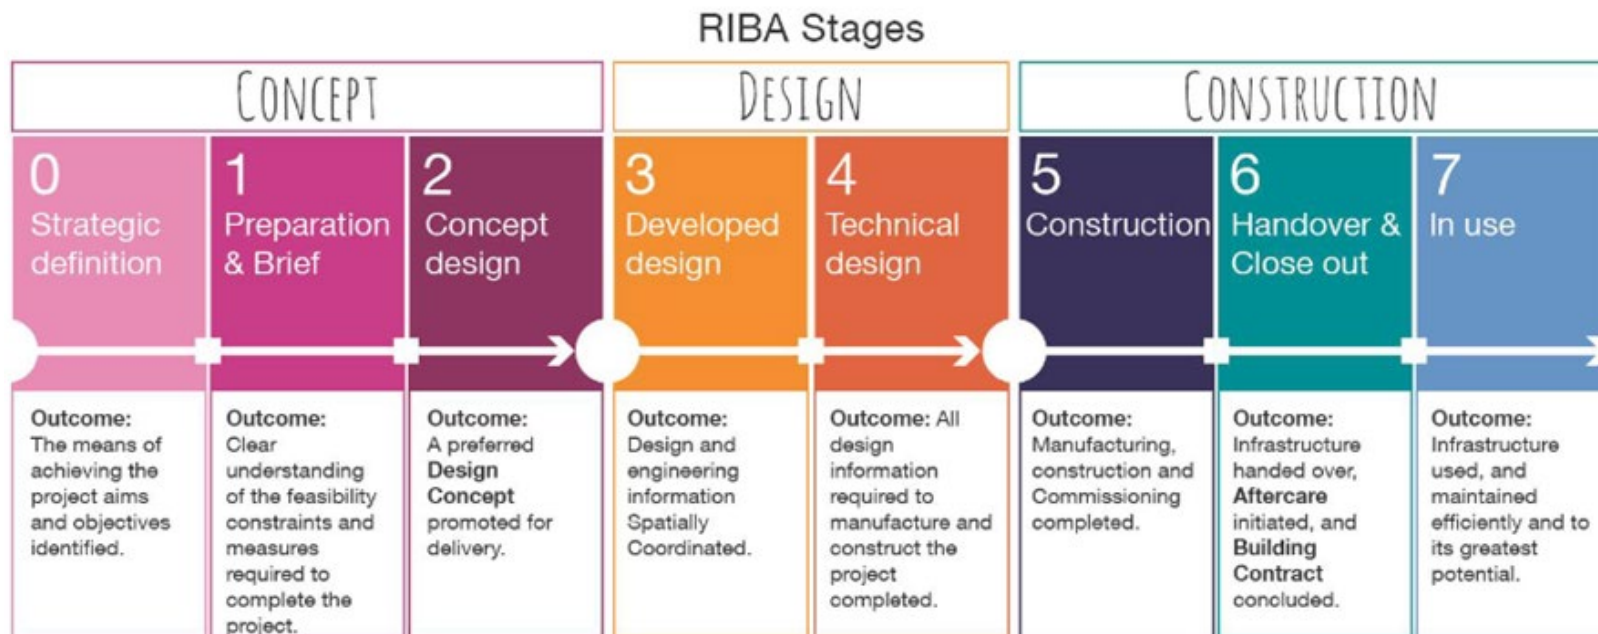 RIBA Stages
CONCEPT
DESIGN
CONSTRUCTION
0
Strategic
definition
1
Preparation
& Brief
2
Concept
design
3
Developed
design
4
Technical
design
5
Construction
6
Handover &
Close out
7
In use
Outcome:
The means of
achieving the
project aims
and objectives
identified.
Outcome:
Clear
understanding
of the feasibility
constraints and
measures
required to
complete the
project.
Outcome:
A preferred
Design
Concept
promoted for
delivery.
Outcome:
Design and
engineering
information
Spatially
Coordinated.
Outcome: All
design
information
required to
manufacture and
construct the
project
completed.
Outcome:
Manufacturing,
construction and
Commissioning
completed.
Outcome:
Infrastructure
handed over,
Aftercare
initiated, and
Building
Contract
concluded.
Outcome:
Infrastructure
used, and
maintained
efficiently and to
its greatest
potential.